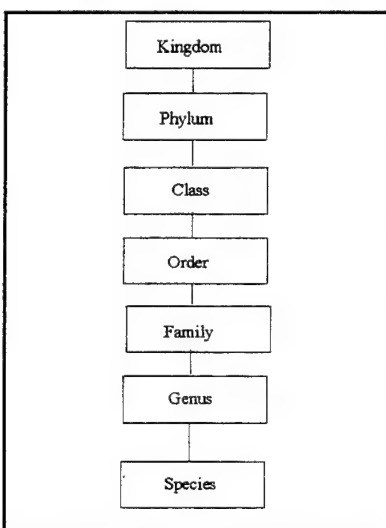 Kingdom
Phylum
Class
Order
Family
Genus
Species